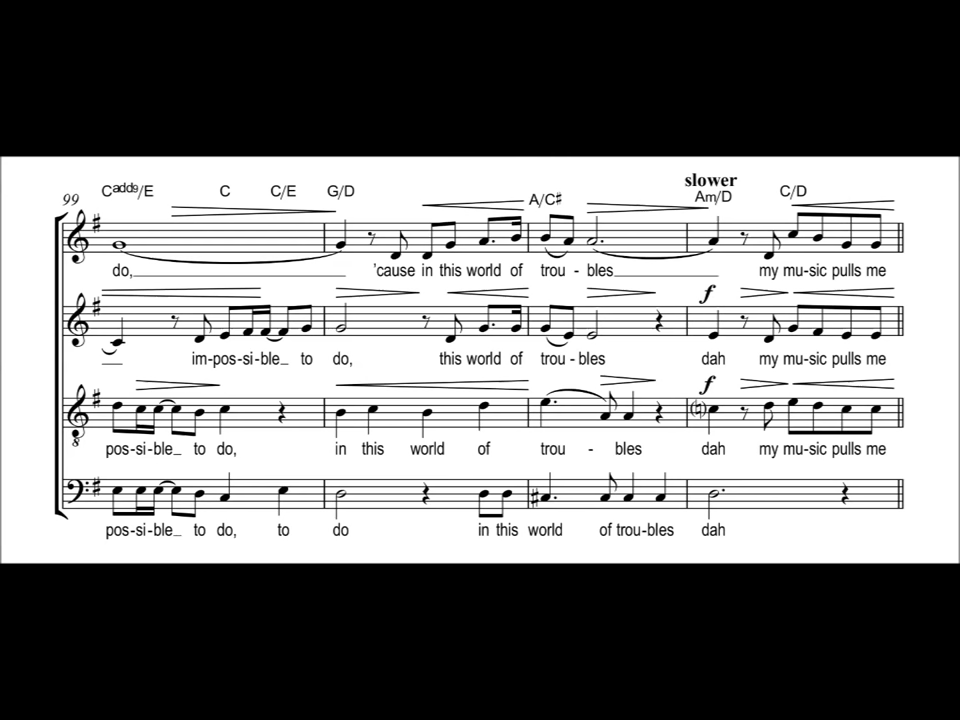 slower
99 Cadd9/E C C/E G/D A/C♯ Am/D C/D
do, 'cause in this world of trou - bles my mu-sic pulls me
f
im-pos-si-ble to do, this world of trou - bles dah my mu-sic pulls me
f
pos-si-ble to do, in this world of trou - bles dah my mu-sic pulls me
8
pos-si-ble to do, to do in this world of trou-bles dah